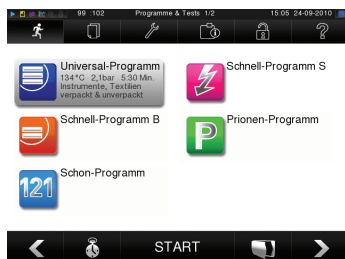 99 :102 Programme & Tests 1/2 15:05 24-09-2010
?
Universal-Programm
134°C 2,1bar 5:30 Min.
Instrumente, Textilien
verpackt & unverpackt
Schnell-Programm S
Schnell-Programm B
P
Prionen-Programm
121
Schon-Programm
START